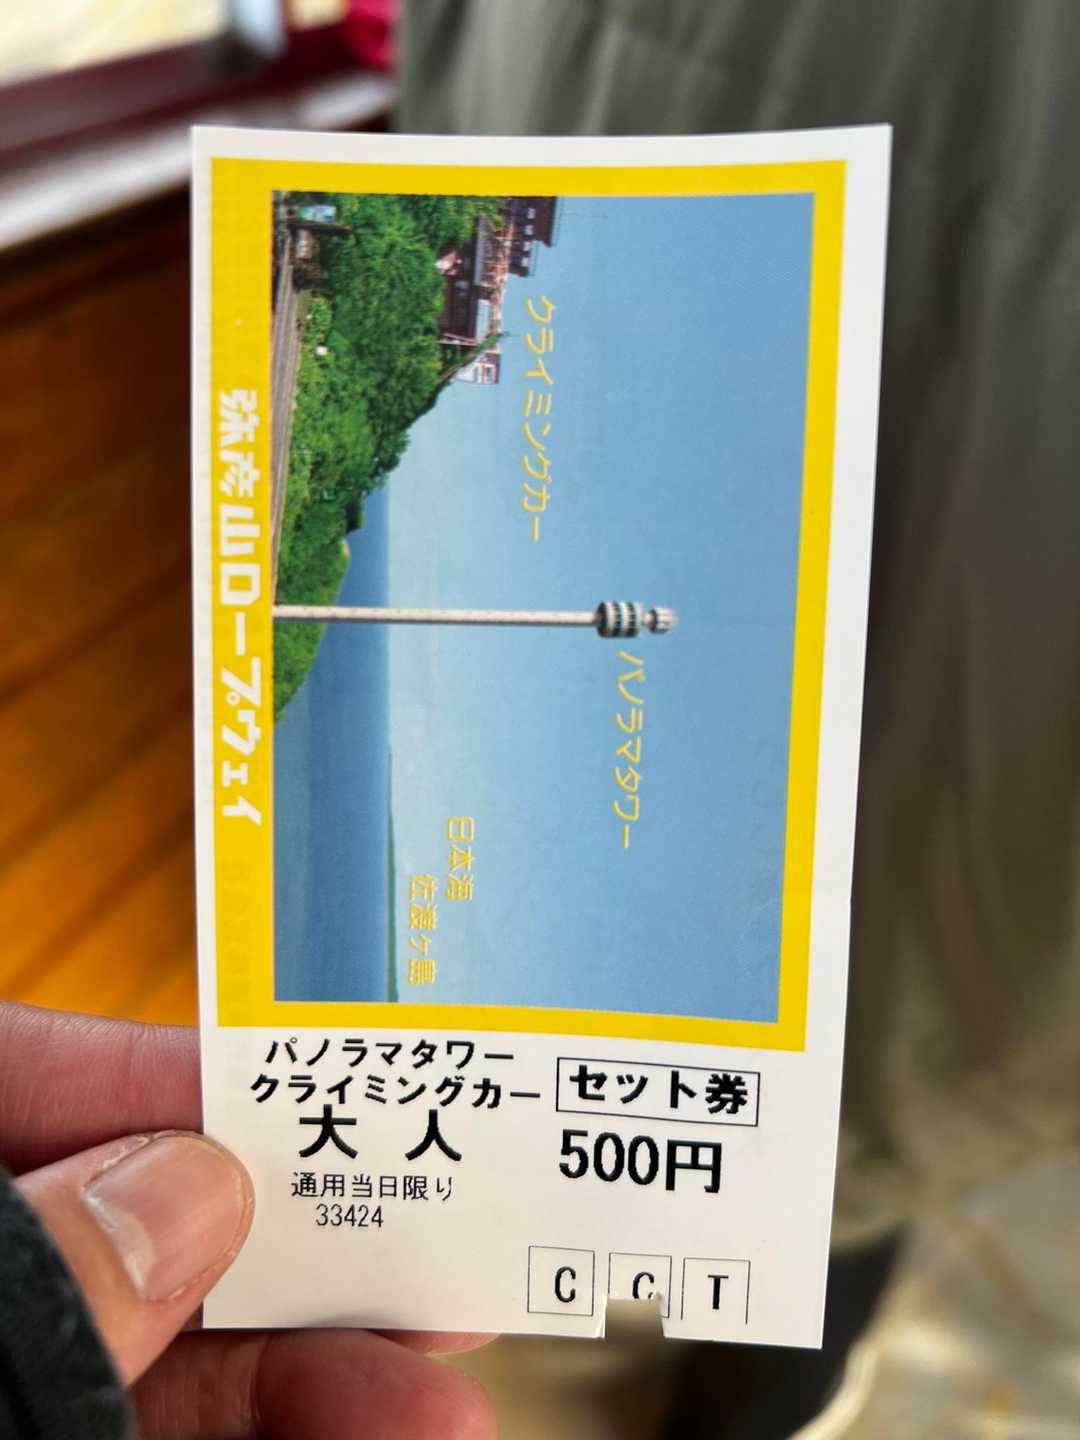 クライミングカー
パノラマタワー
日本海
佐渡ヶ島
弥彦山ロープウェイ
パノラマタワー
クライミングカー
セット券
大人
500円
通用当日限り
33424
C
C
T